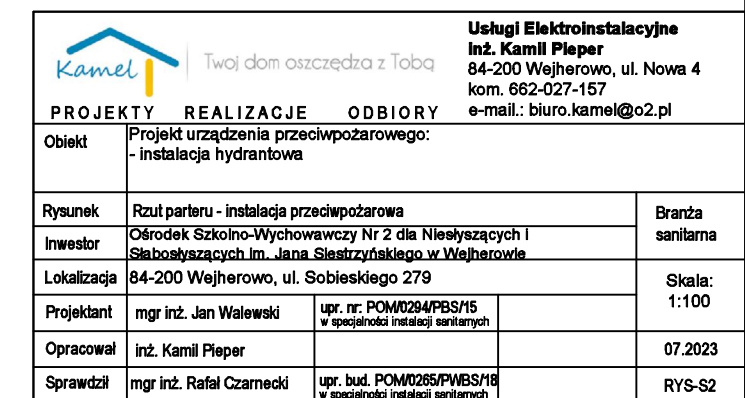 Kamel
Twoj dom oszczędza z Tobą
PROJEKTY REALIZACJE ODBIORY
Usługi Elektroinstalacyjne
inż. Kamil Pieper
84-200 Wejherowo, ul. Nowa 4
kom. 662-027-157
e-mail.: biuro.kamel@o2.pl
Obiekt
Projekt urządzenia przeciwpożarowego:
- instalacja hydrantowa
Rysunek
Rzut parteru - instalacja przeciwpożarowa
Branża
sanitarna
Inwestor
Ośrodek Szkolno-Wychowawczy Nr 2 dla Niesłyszących i
Słabosłyszących im. Jana Siestrzyńskiego w Wejherowie
Lokalizacja
84-200 Wejherowo, ul. Sobieskiego 279
Skala:
1:100
Projektant
mgr inż. Jan Walewski
upr. nr: POM/0294/PBS/15
w specjalności instalacji sanitarnych
Opracował
inż. Kamil Pieper
07.2023
Sprawdził
mgr inż. Rafał Czarnecki
upr. bud. POM/0265/PWBS/18
w specjalności instalacji sanitarnych
RYS-S2